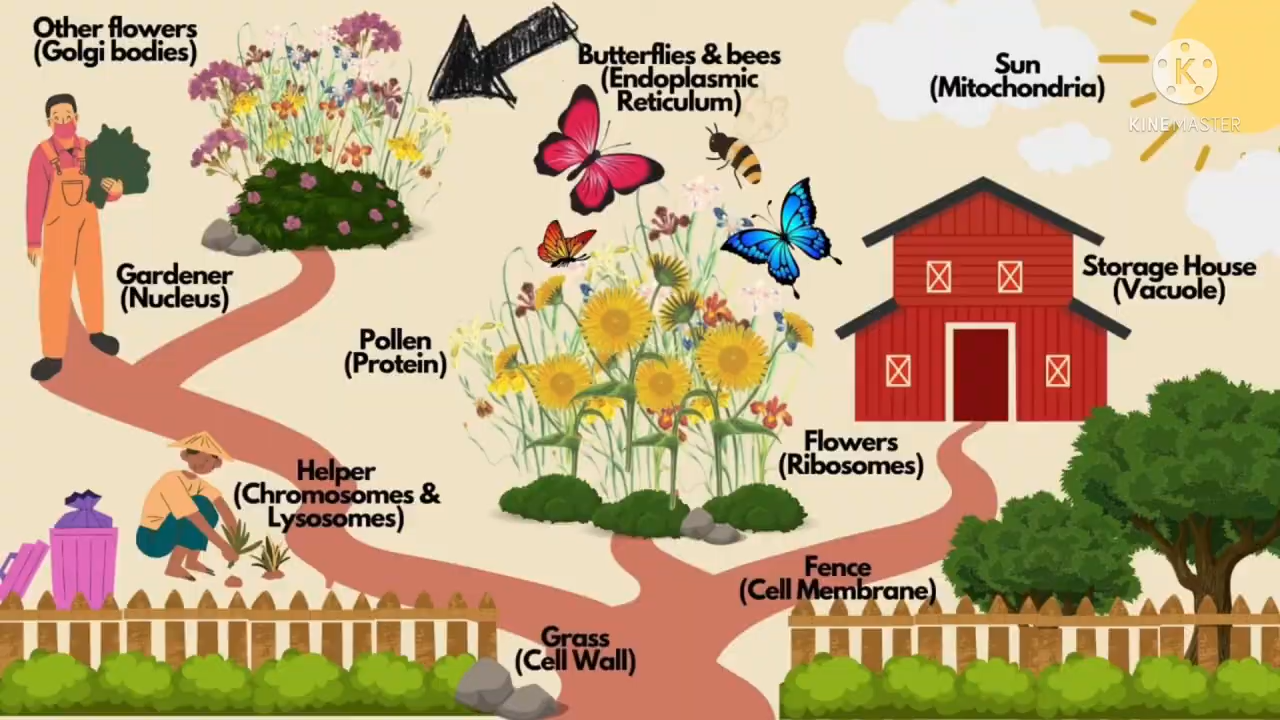 Other flowers
(Golgi bodies)
Butterflies & bees
(Endoplasmic
Reticulum)
Sun
(Mitochondria)
K
KINEMASTER
Gardener
(Nucleus)
Storage House
(Vacuole)
Pollen
(Protein)
Flowers
(Ribosomes)
Helper
(Chromosomes &
Lysosomes)
Fence
(Cell Membrane)
Grass
(Cell Wall)